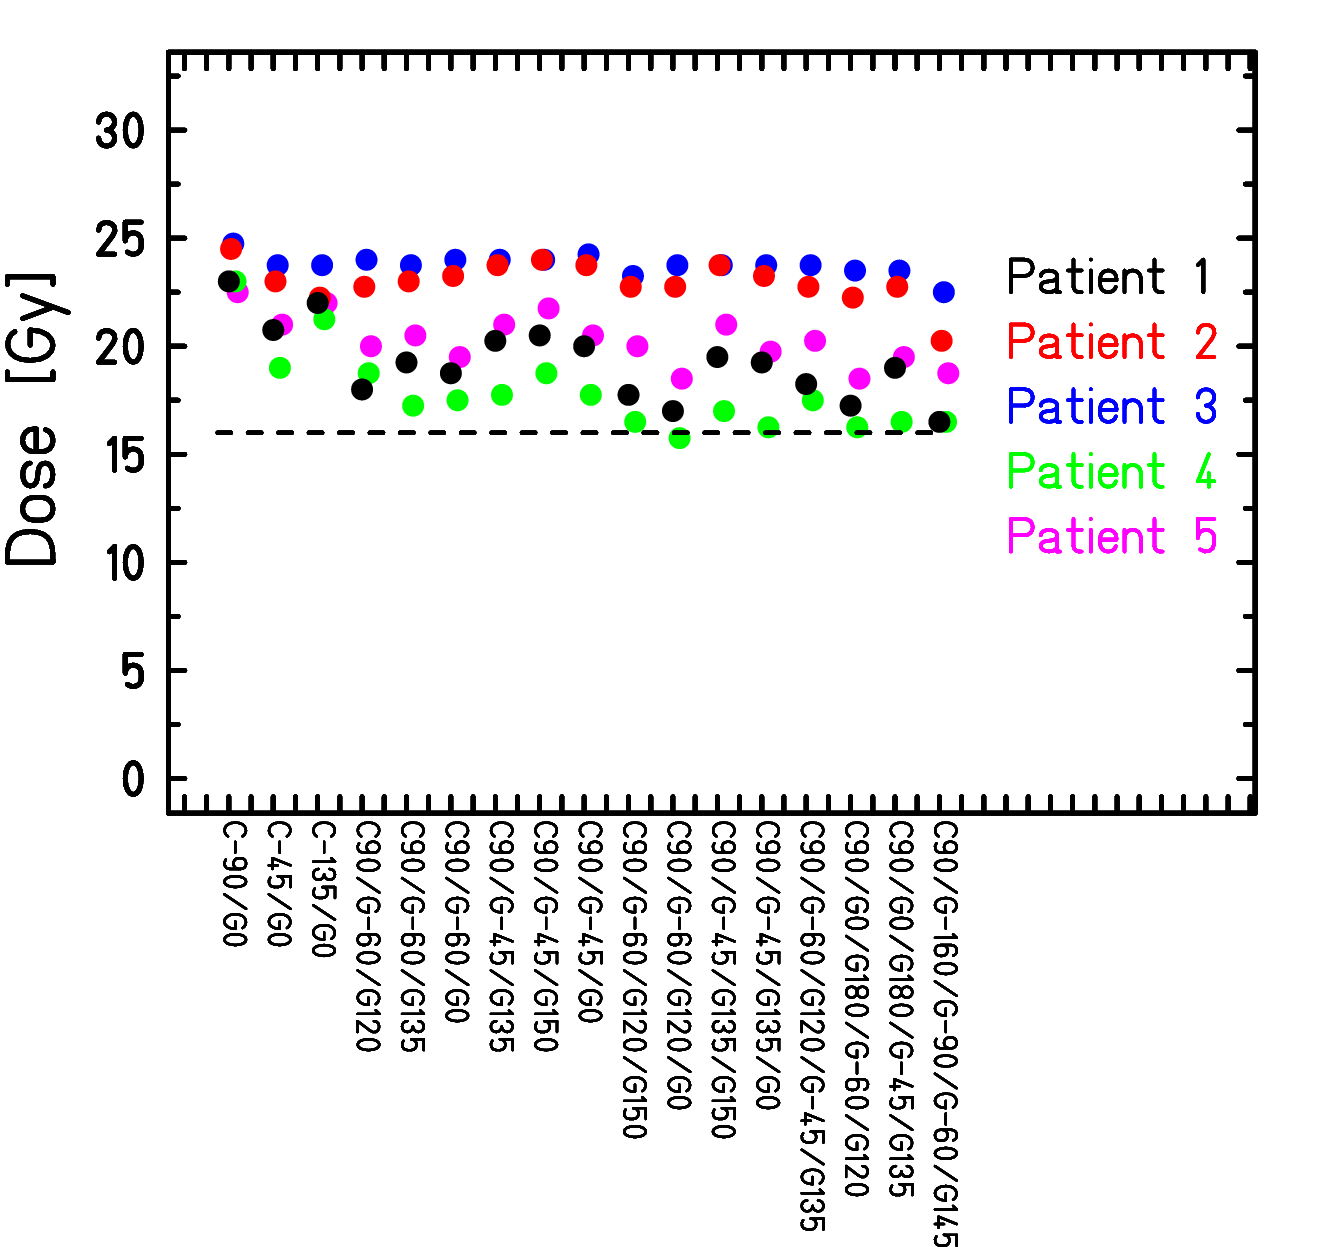 Dose [Gy]
30
25
20
15
10
5
0
Patient 1
Patient 2
Patient 3
Patient 4
Patient 5
C-90/G0
C-45/G0
C-135/G0
C90/G-60/G120
C90/G-60/G135
C90/G-60/G0
C90/G-45/G135
C90/G-45/G150
C90/G-45/G0
C90/G-60/G120/G150
C90/G-60/G120/G0
C90/G-45/G135/G150
C90/G-45/G135/G0
C90/G-60/G120/G-45/G135
C90/G0/G180/G-60/G120
C90/G0/G180/G-45/G135
C90/G-160/G-90/G-60/G145